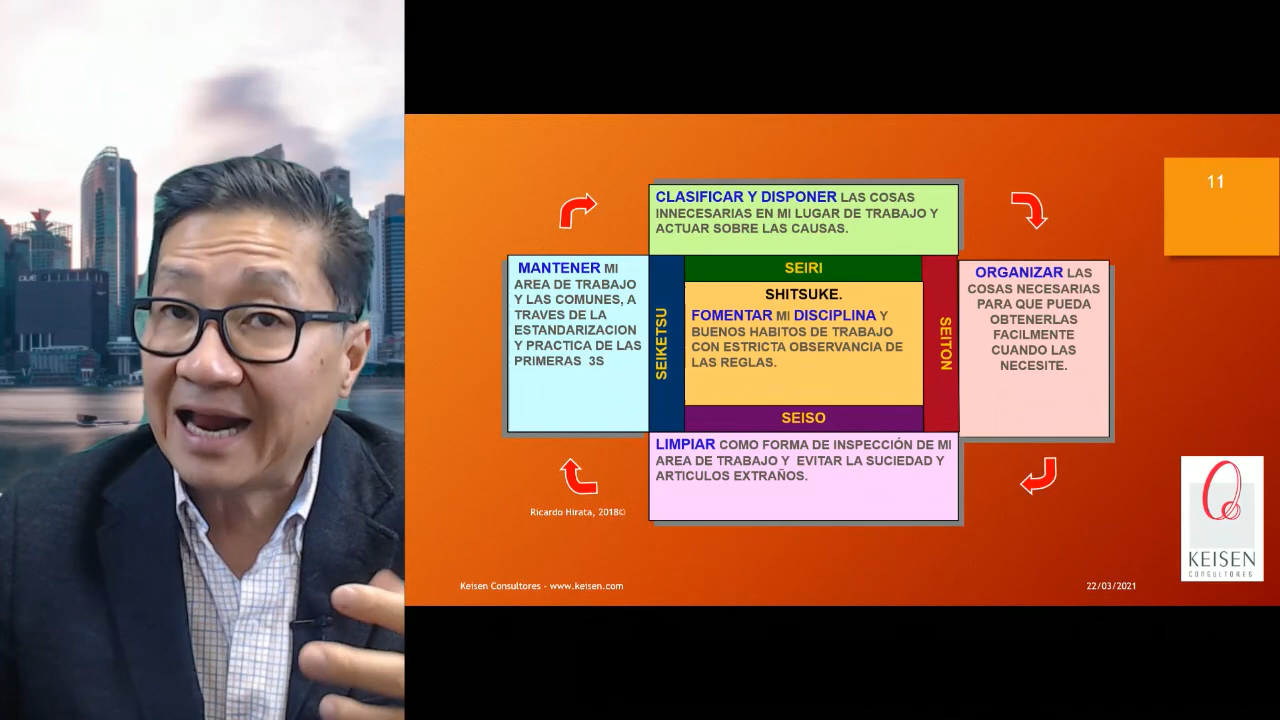 11
CLASIFICAR Y DISPONER LAS COSAS
INNECESARIAS EN MI LUGAR DE TRABAJO Y
ACTUAR SOBRE LAS CAUSAS.
MANTENER MI
AREA DE TRABAJO
Y LAS COMUNES, A
TRAVES DE LA
ESTANDARIZACION
Y PRACTICA DE LAS
PRIMERAS 3S
SEIKETSU
SEIRI
SHITSUKE.
FOMENTAR MI DISCIPLINA Y
BUENOS HABITOS DE TRABAJO
CON ESTRICTA OBSERVANCIA DE
LAS REGLAS.
SEITON
ORGANIZAR LAS
COSAS NECESARIAS
PARA QUE PUEDA
OBTENERLAS
FACILMENTE
CUANDO LAS
NECESITE.
SEISO
LIMPIAR COMO FORMA DE INSPECCIÓN DE MI
AREA DE TRABAJO Y EVITAR LA SUCIEDAD Y
ARTICULOS EXTRAÑOS.
Ricardo Hirata, 2018©
KEISEN
CONSULTORES
Keisen Consultores - www.keisen.com
22/03/2021